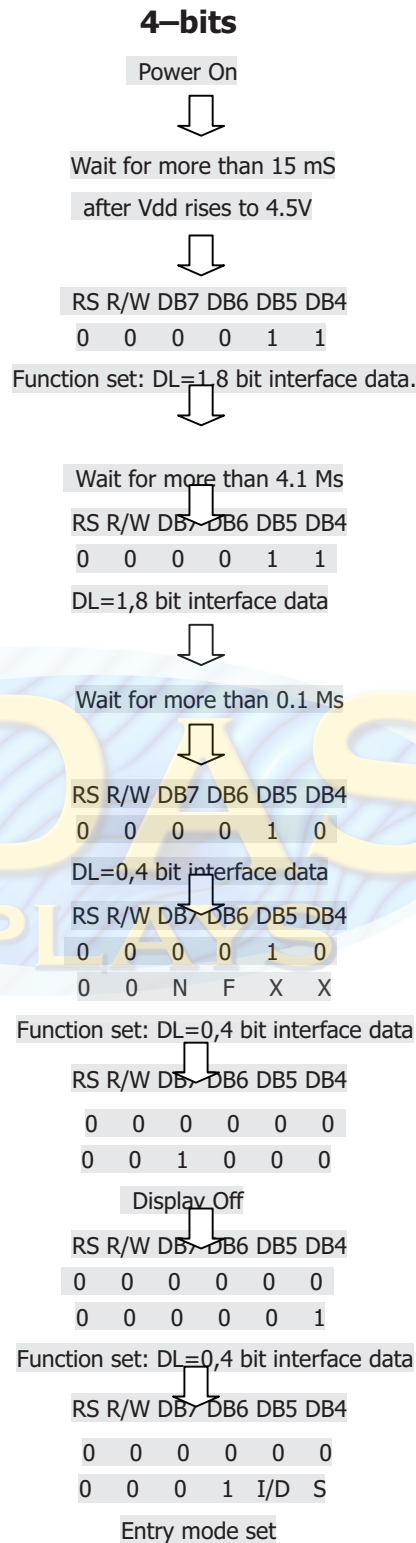 4–bits
Power On
Wait for more than 15 mS
after Vdd rises to 4.5V
RS R/W DB7 DB6 DB5 DB4
0 0 0 0 1 1
Function set: DL=1,8 bit interface data.
Wait for more than 4.1 Ms
RS R/W DB7 DB6 DB5 DB4
0 0 0 0 1 1
DL=1,8 bit interface data
Wait for more than 0.1 Ms
RS R/W DB7 DB6 DB5 DB4
0 0 0 0 1 0
DL=0,4 bit interface data
RS R/W DB7 DB6 DB5 DB4
0 0 0 0 1 0
0 0 N F X X
Function set: DL=0,4 bit interface data
RS R/W DB7 DB6 DB5 DB4
0 0 0 0 0 0
0 0 1 0 0 0
Display Off
RS R/W DB7 DB6 DB5 DB4
0 0 0 0 0 0
0 0 0 0 0 1
Function set: DL=0,4 bit interface data
RS R/W DB7 DB6 DB5 DB4
0 0 0 0 0 0
0 0 0 1 I/D S
Entry mode set